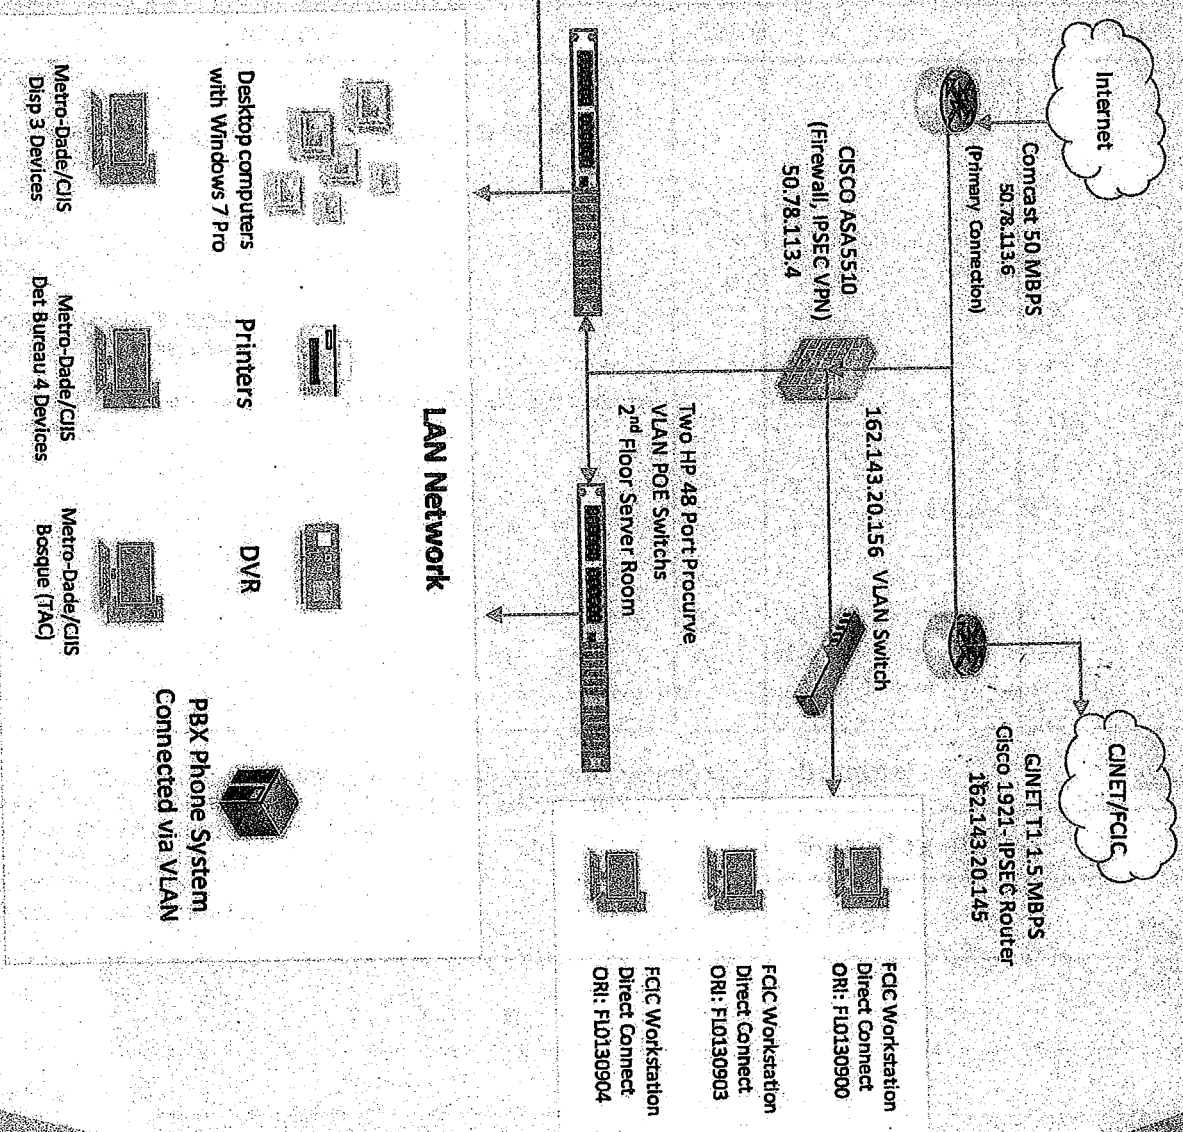 Internet
Comcast 50 MBPS
50.78.113.6
(Primary Connection)
CJNET/FCIC
CJNET T1 1.5 MBPS
Cisco 1921- IPSEC Router
162.143.20.145
CISCO ASA5510
(Firewall, IPSEC VPN)
50.78.113.4
162.143.20.156 VLAN Switch
FCIC Workstation
Direct Connect
ORI: FL0130900
FCIC Workstation
Direct Connect
ORI: FL0130903
FCIC Workstation
Direct Connect
ORI: FL0130904
Two HP 48 Port Procurve
VLAN POE Switchs
2nd Floor Server Room
LAN Network
Desktop computers
with Windows 7 Pro
Printers
DVR
PBX Phone System
Connected via VLAN
Metro-Dade/CJIS
Disp 3 Devices
Metro-Dade/CJIS
Det Bureau 4 Devices
Metro-Dade/CJIS
Bosque (TAC)